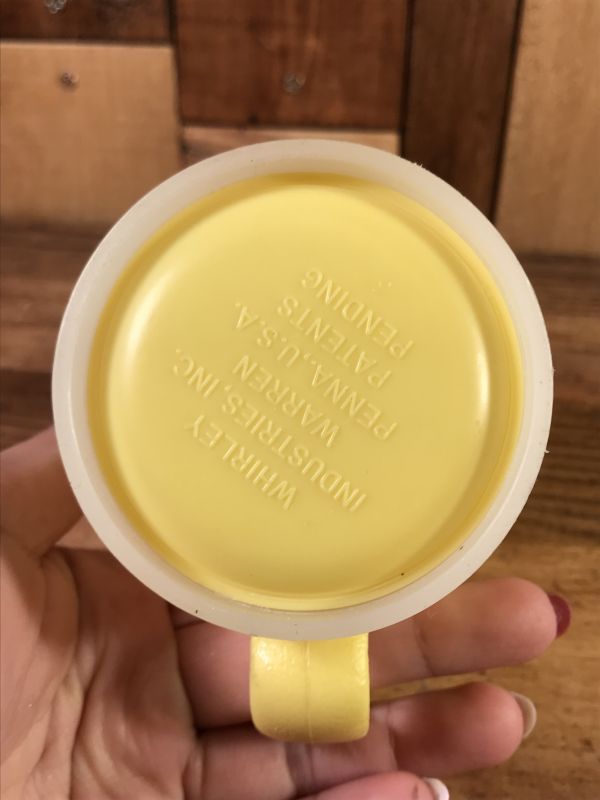 WHIRLEY
INDUSTRIES, INC.
WARREN
PENNA., U.S.A.
PATENTS
PENDING